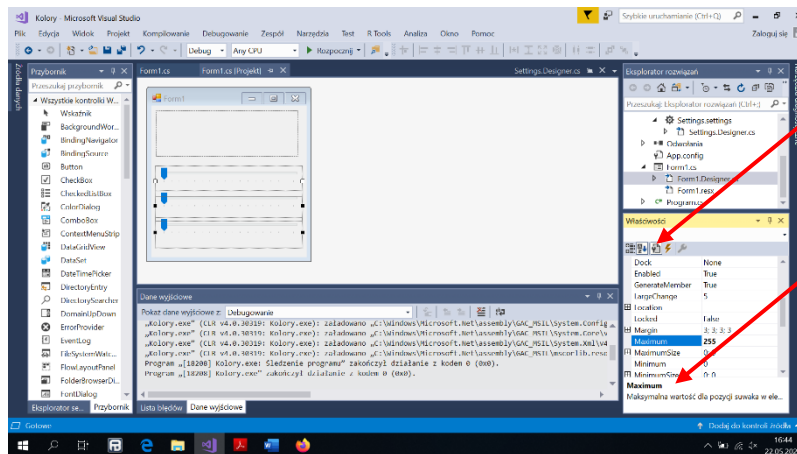 Kolory - Microsoft Visual Studio
Szybkie uruchamianie (Ctrl+Q)
Plik Edycja Widok Projekt Kompilowanie Debugowanie Zespół Narzędzia Test R Tools Analiza Okno Pomoc
Zaloguj się
Debug Any CPU Rozpocznij
Źródła danych
Przybornik
Przeszukaj przybornik
Wszystkie kontrolki W...
Wskaźnik
BackgroundWor...
BindingNavigator
BindingSource
Button
CheckBox
CheckedListBox
ColorDialog
ComboBox
ContextMenuStrip
DataGridView
DataSet
DateTimePicker
DirectoryEntry
DirectorySearcher
DomainUpDown
ErrorProvider
EventLog
FileSystemWatc...
FlowLayoutPanel
FolderBrowserDi...
FontDialog
Eksplorator se... Przybornik
Form1.cs Form1.cs [Projekt] Settings.Designer.cs
Form1
Dane wyjściowe
Pokaż dane wyjściowe z: Debugowanie
„Kolory.exe” (CLR v4.0.30319: Kolory.exe): załadowano „C:\Windows\Microsoft.Net\assembly\GAC_MSIL\System.Config
„Kolory.exe” (CLR v4.0.30319: Kolory.exe): załadowano „C:\Windows\Microsoft.Net\assembly\GAC_MSIL\System.Core\v
„Kolory.exe” (CLR v4.0.30319: Kolory.exe): załadowano „C:\Windows\Microsoft.Net\assembly\GAC_MSIL\System.Xml\v4
„Kolory.exe” (CLR v4.0.30319: Kolory.exe): załadowano „C:\Windows\Microsoft.Net\assembly\GAC_MSIL\mscorlib.reso
Program „[18208] Kolory.exe: Śledzenie programu” zakończył działanie z kodem 0 (0x0).
Program „[18208] Kolory.exe” zakończył działanie z kodem 0 (0x0).
Lista błędów Dane wyjściowe
Eksplorator rozwiązań
Przeszukaj: Eksplorator rozwiązań (Ctrl+;)
Settings.settings
Settings.Designer.cs
Odwołania
App.config
Form1.cs
Form1.Designer.
Form1.resx
Program.cs
Właściwości
Dock None
Enabled True
GenerateMember True
LargeChange 5
Location
Locked False
Margin 3; 3; 3; 3
Maximum 255
MaximumSize 0; 0
Minimum 0
MinimumSize 0; 0
Maximum
Maksymalna wartość dla pozycji suwaka w ele...
Gotowe
Dodaj do kontroli źródła
16:44
22.05.202